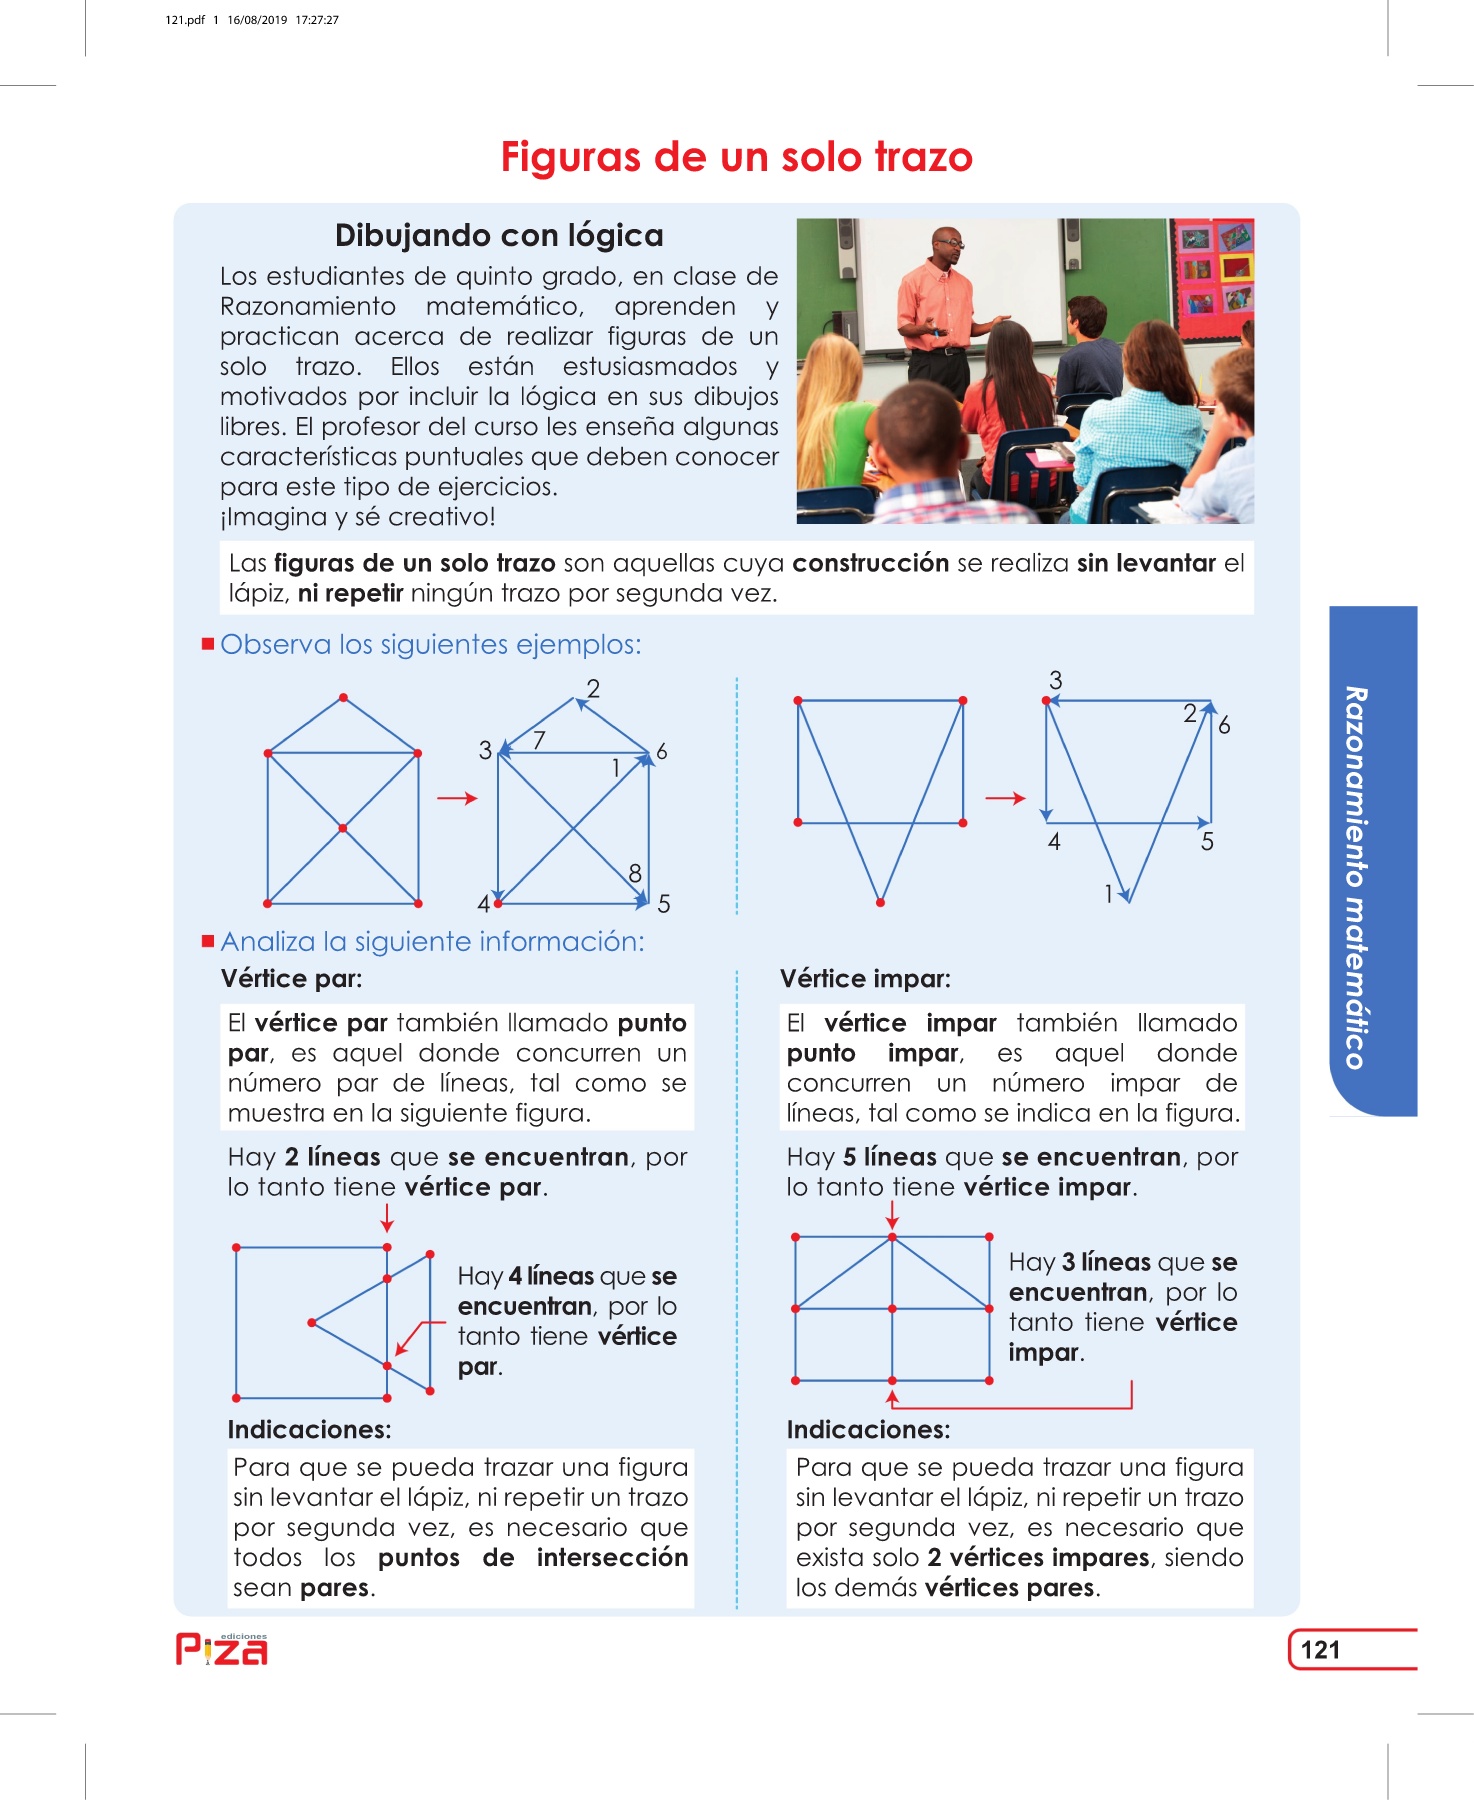 121.pdf 1 16/08/2019 17:27:27
Figuras de un solo trazo
Dibujando con lógica
Los estudiantes de quinto grado, en clase de
Razonamiento matemático, aprenden y
practican acerca de realizar figuras de un
solo trazo. Ellos están estusiasmados y
motivados por incluir la lógica en sus dibujos
libres. El profesor del curso les enseña algunas
características puntuales que deben conocer
para este tipo de ejercicios.
¡Imagina y sé creativo!
Las figuras de un solo trazo son aquellas cuya construcción se realiza sin levantar el
lápiz, ni repetir ningún trazo por segunda vez.
Observa los siguientes ejemplos:
2
3
7
6
1
8
4
5
3
2
6
4
5
1
Analiza la siguiente información:
Vértice par:
El vértice par también llamado punto
par, es aquel donde concurren un
número par de líneas, tal como se
muestra en la siguiente figura.
Hay 2 líneas que se encuentran, por
lo tanto tiene vértice par.
Hay 4 líneas que se
encuentran, por lo
tanto tiene vértice
par.
Indicaciones:
Para que se pueda trazar una figura
sin levantar el lápiz, ni repetir un trazo
por segunda vez, es necesario que
todos los puntos de intersección
sean pares.
Vértice impar:
El vértice impar también llamado
punto impar, es aquel donde
concurren un número impar de
líneas, tal como se indica en la figura.
Hay 5 líneas que se encuentran, por
lo tanto tiene vértice impar.
Hay 3 líneas que se
encuentran, por lo
tanto tiene vértice
impar.
Indicaciones:
Para que se pueda trazar una figura
sin levantar el lápiz, ni repetir un trazo
por segunda vez, es necesario que
exista solo 2 vértices impares, siendo
los demás vértices pares.
Razonamiento matemático
ediciones
Piza
121